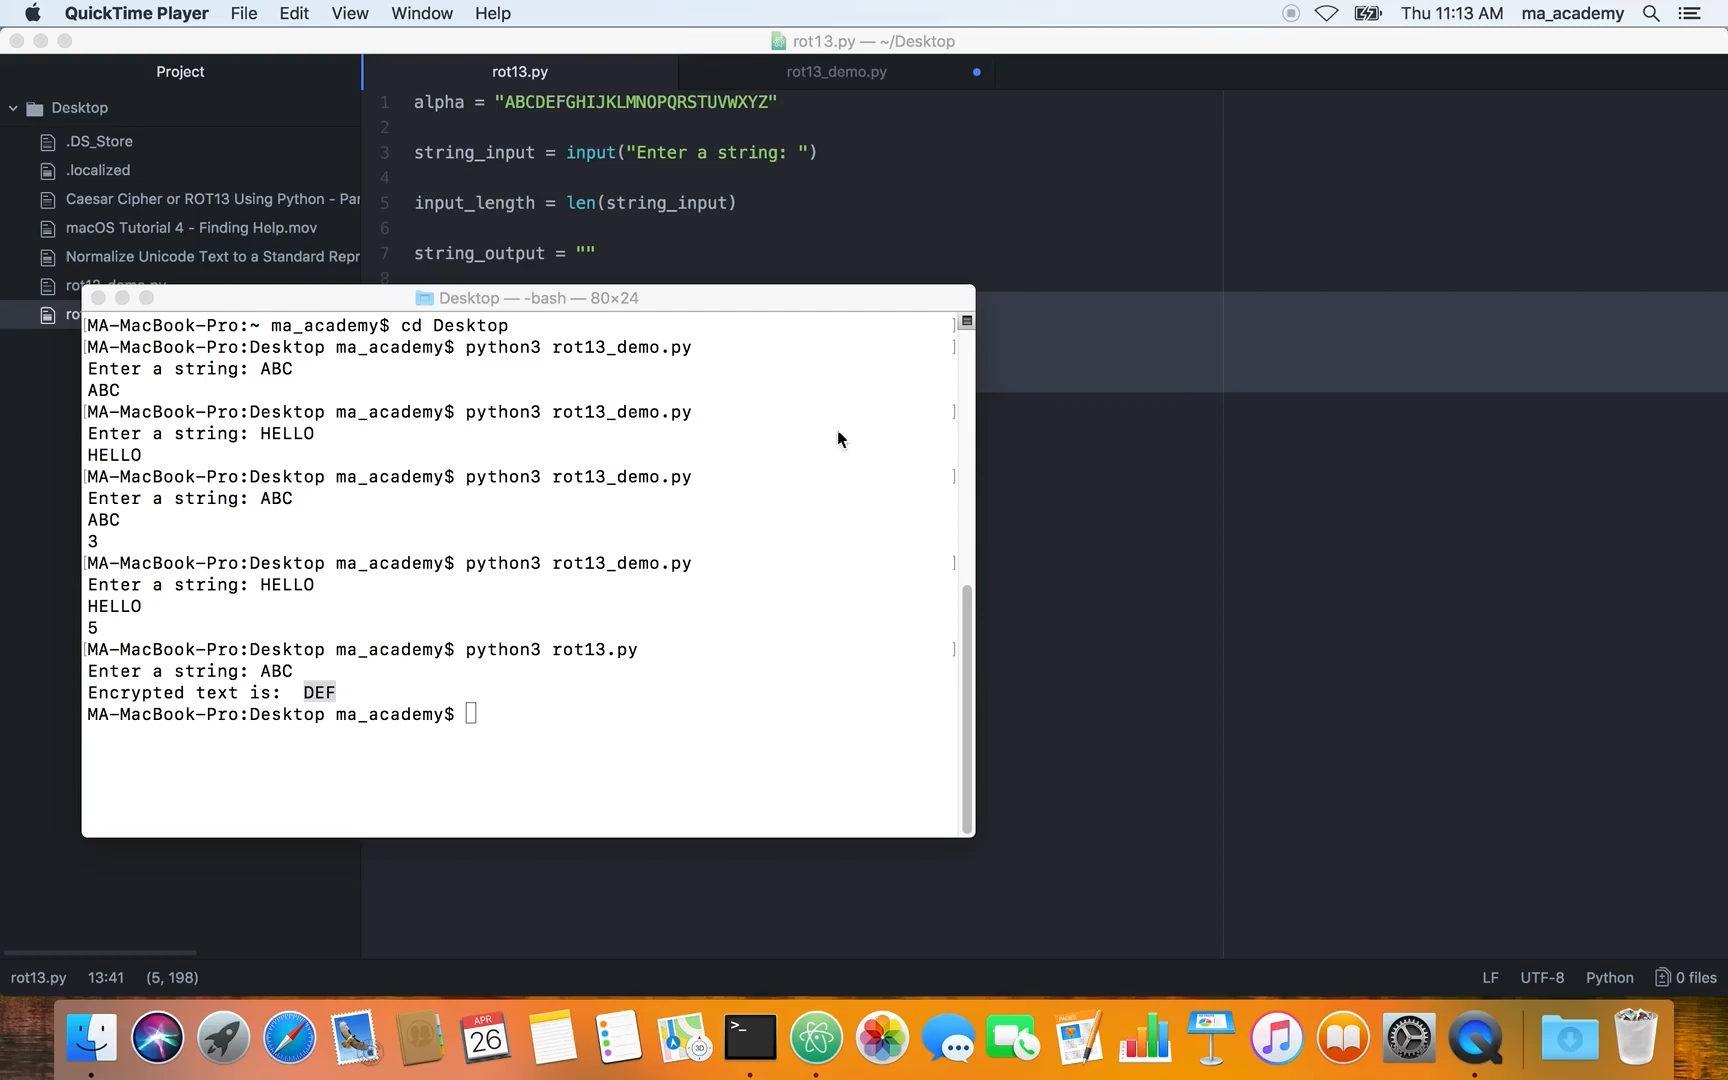 QuickTime Player File Edit View Window Help Thu 11:13 AM ma_academy
rot13.py — ~/Desktop
Project rot13.py rot13_demo.py
Desktop
.DS_Store
.localized
Caesar Cipher or ROT13 Using Python - Par
macOS Tutorial 4 - Finding Help.mov
Normalize Unicode Text to a Standard Repr
rot13_demo.py
ro
1 alpha = "ABCDEFGHIJKLMNOPQRSTUVWXYZ"
2
3 string_input = input("Enter a string: ")
4
5 input_length = len(string_input)
6
7 string_output = ""
8
Desktop — -bash — 80×24
[MA-MacBook-Pro:~ ma_academy$ cd Desktop ]
[MA-MacBook-Pro:Desktop ma_academy$ python3 rot13_demo.py ]
Enter a string: ABC
ABC
[MA-MacBook-Pro:Desktop ma_academy$ python3 rot13_demo.py ]
Enter a string: HELLO
HELLO
[MA-MacBook-Pro:Desktop ma_academy$ python3 rot13_demo.py ]
Enter a string: ABC
ABC
3
[MA-MacBook-Pro:Desktop ma_academy$ python3 rot13_demo.py ]
Enter a string: HELLO
HELLO
5
[MA-MacBook-Pro:Desktop ma_academy$ python3 rot13.py ]
Enter a string: ABC
Encrypted text is:  DEF
MA-MacBook-Pro:Desktop ma_academy$
rot13.py 13:41 (5, 198) LF UTF-8 Python 0 files
APR
26
3D
>_
PAGES